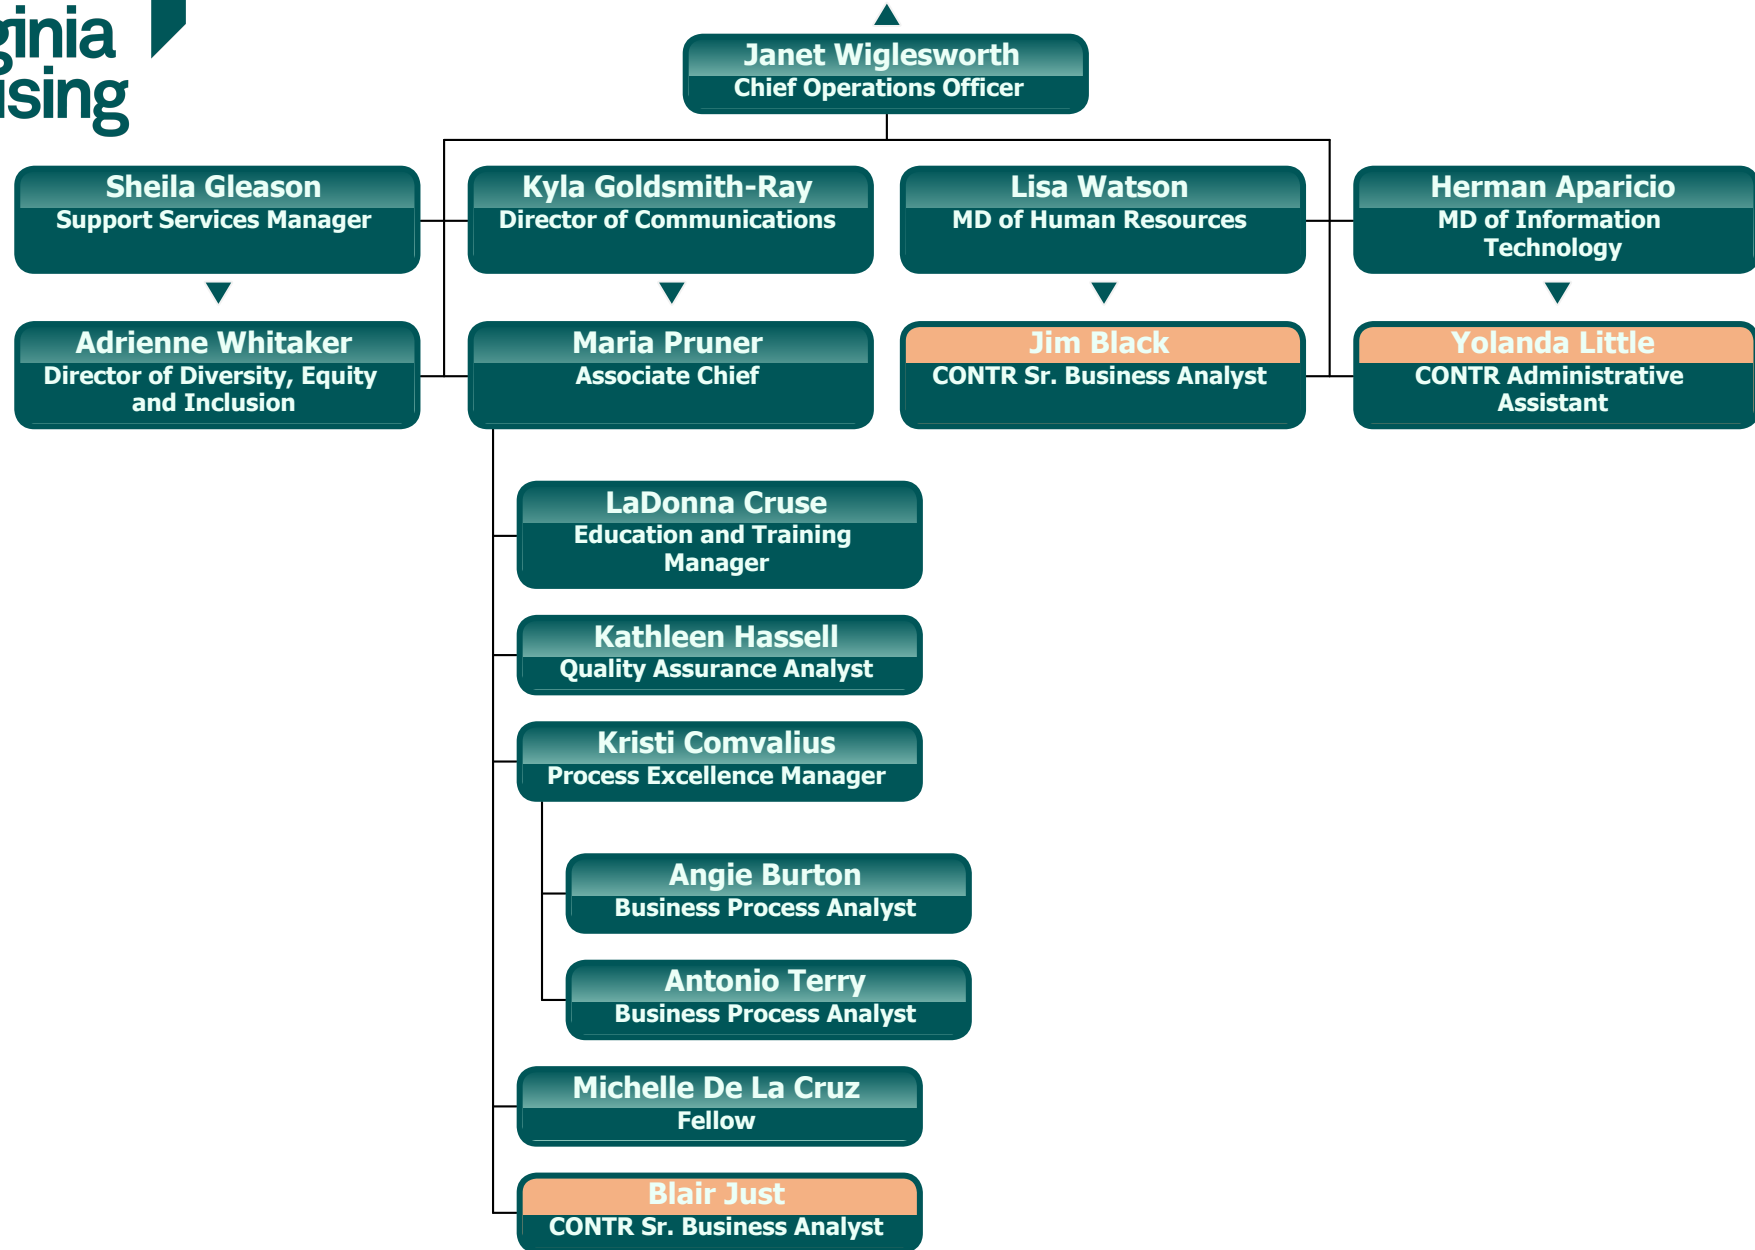 ginia
ising
Janet Wiglesworth
Chief Operations Officer
Sheila Gleason
Support Services Manager
Kyla Goldsmith-Ray
Director of Communications
Lisa Watson
MD of Human Resources
Herman Aparicio
MD of Information
Technology
Adrienne Whitaker
Director of Diversity, Equity
and Inclusion
Maria Pruner
Associate Chief
Jim Black
CONTR Sr. Business Analyst
Yolanda Little
CONTR Administrative
Assistant
LaDonna Cruse
Education and Training
Manager
Kathleen Hassell
Quality Assurance Analyst
Kristi Comvalius
Process Excellence Manager
Angie Burton
Business Process Analyst
Antonio Terry
Business Process Analyst
Michelle De La Cruz
Fellow
Blair Just
CONTR Sr. Business Analyst